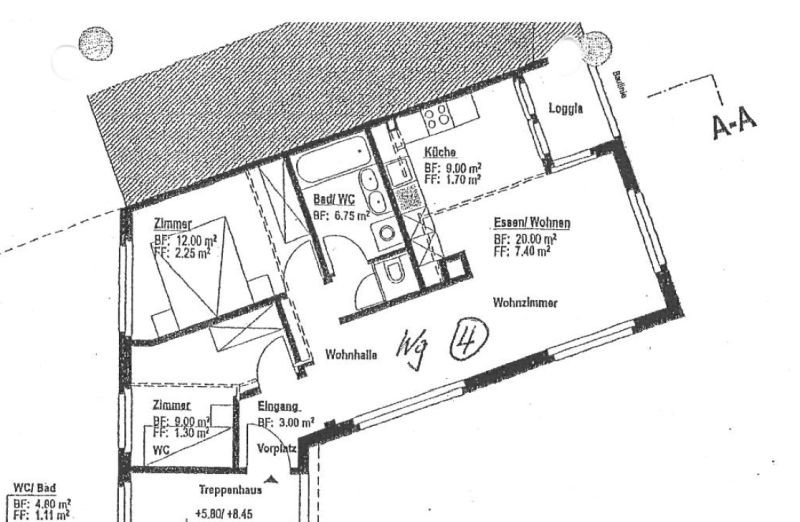 Baulinie
Loggia
A-A
Küche
BF: 9.00 m²
FF: 1.70 m²
Bad/ WC
BF: 6.75 m²
Zimmer
BF: 12.00 m²
FF: 2.25 m²
Essen/ Wohnen
BF: 20.00 m²
FF: 7.40 m²
Wohnzimmer
Wohnhalle
Wg 4
Zimmer
BF: 9.00 m²
FF: 1.30 m²
WC
Eingang
BF: 3.00 m²
Vorplatz
Treppenhaus
+5.80/ +8.45
WC/ Bad
BF: 4.80 m²
FF: 1.11 m²